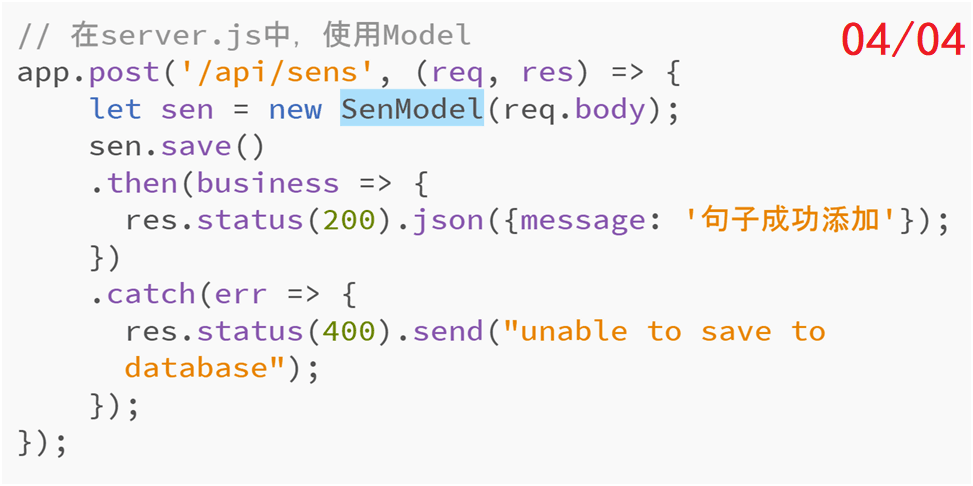 // 在server.js中，使用Model
04/04
app.post('/api/sens', (req, res) => {
    let sen = new SenModel(req.body);
    sen.save()
    .then(business => {
      res.status(200).json({message: '句子成功添加'});
    })
    .catch(err => {
      res.status(400).send("unable to save to
      database");
    });
});